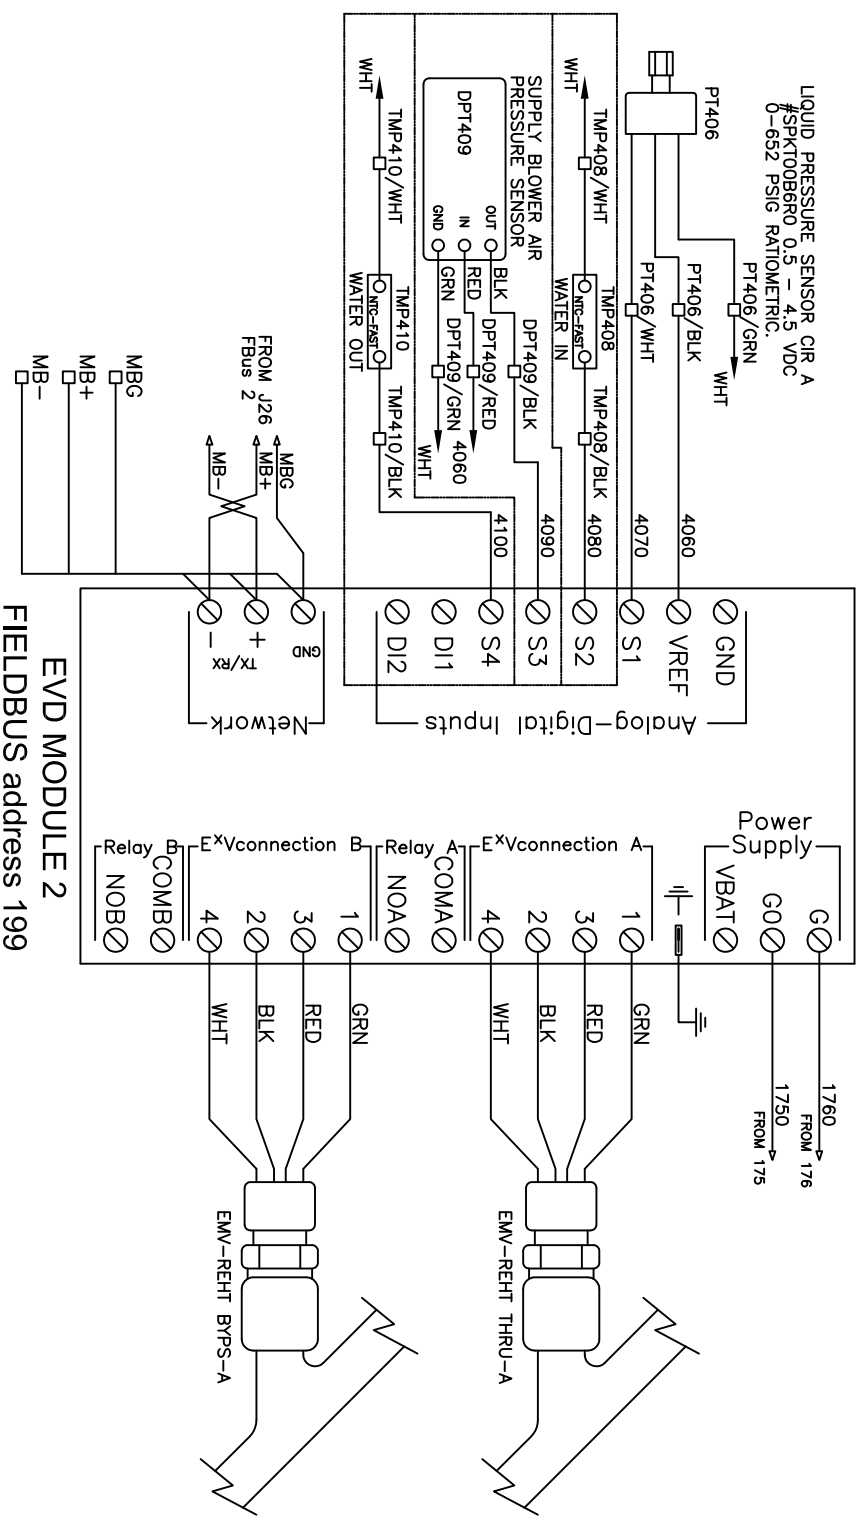 LIQUID PRESSURE SENSOR CIR A
#SPKT00B6R0 0.5 – 4.5 VDC
0–652 PSIG RATIOMETRIC.
PT406
PT406/GRN
WHT
PT406/BLK
4060
PT406/WHT
4070
WHT
TMP408/WHT
TMP408
NTC-FAST
WATER IN
TMP408/BLK
4080
SUPPLY BLOWER AIR
PRESSURE SENSOR
DPT409
OUT
IN
GND
BLK
RED
GRN
DPT409/BLK
4090
DPT409/RED
4060
DPT409/GRN
WHT
WHT
TMP410/WHT
TMP410
NTC-FAST
WATER OUT
TMP410/BLK
4100
FROM J26
FBus 2
MBG
MB+
MB-
MBG
MB+
MB-
GND
VREF
S1
S2
S3
S4
DI1
DI2
Analog-Digital Inputs
GND
+
TX/RX
-
Network
Power
Supply
G
G0
VBAT
1760
FROM 176
1750
FROM 175
ExVconnection A
1
3
2
4
GRN
RED
BLK
WHT
EMV-REHT THRU-A
Relay A
COMA
NOA
ExVconnection B
1
3
2
4
GRN
RED
BLK
WHT
EMV-REHT BYPS-A
Relay B
COMB
NOB
EVD MODULE 2
FIELDBUS address 199